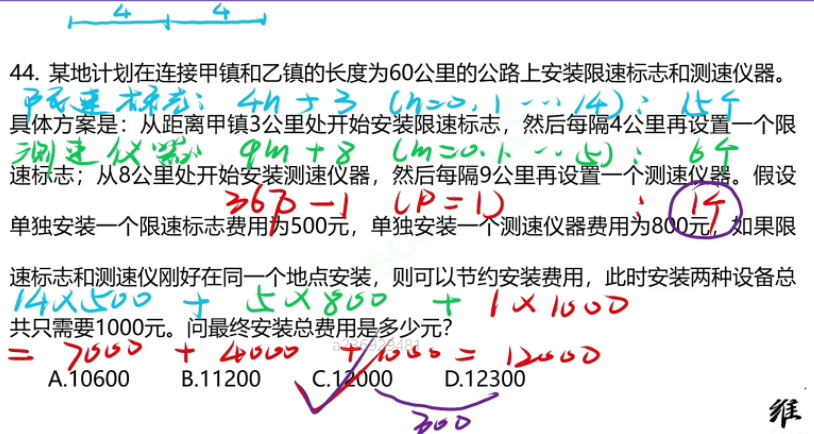 4 4
44. 某地计划在连接甲镇和乙镇的长度为60公里的公路上安装限速标志和测速仪器。
限速标志: 4n+3 (n=0.1…14): 15个
具体方案是：从距离甲镇3公里处开始安装限速标志，然后每隔4公里再设置一个限
测速仪器: 9m+8 (m=0.1…5): 6个
速标志；从8公里处开始安装测速仪器，然后每隔9公里再设置一个测速仪器。假设
36p-1 (p=1) : 1个
单独安装一个限速标志费用为500元，单独安装一个测速仪器费用为800元，如果限
速标志和测速仪刚好在同一个地点安装，则可以节约安装费用，此时安装两种设备总
14×500 + 5×800 + 1×1000
共只需要1000元。问最终安装总费用是多少元？
= 7000 + 4000 + 1000 = 12000
a236929481
A.10600 B.11200 C.12000 D.12300
300
维